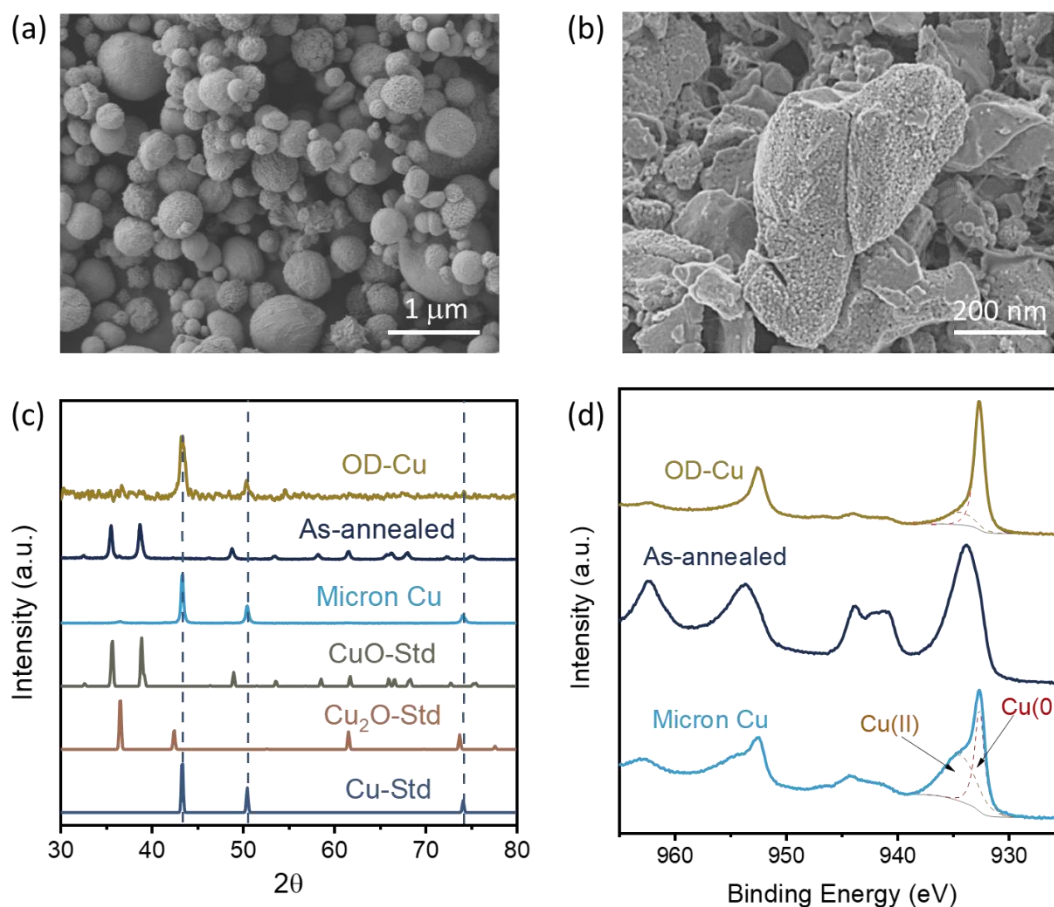 (a)
1 μm
(b)
200 nm
(c)
OD-Cu
As-annealed
Micron Cu
CuO-Std
Cu₂O-Std
Cu-Std
Intensity (a.u.)
30 40 50 60 70 80
2θ
(d)
OD-Cu
As-annealed
Micron Cu
Cu(II)
Cu(0
Intensity (a.u.)
960 950 940 930
Binding Energy (eV)